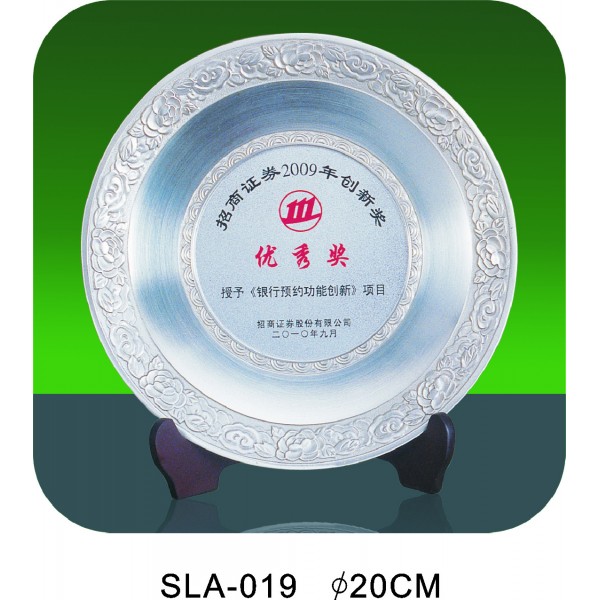 招商证券2009年创新奖
优秀奖
授予《银行预约功能创新》项目
招商证券股份有限公司
二〇一〇年九月
SLA-019 ϕ20CM